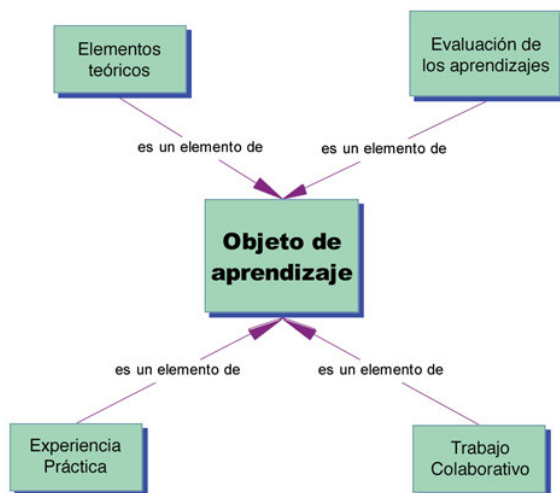 Elementos
teóricos
Evaluación de
los aprendizajes
es un elemento de
es un elemento de
Objeto de
aprendizaje
es un elemento de
es un elemento de
Experiencia
Práctica
Trabajo
Colaborativo